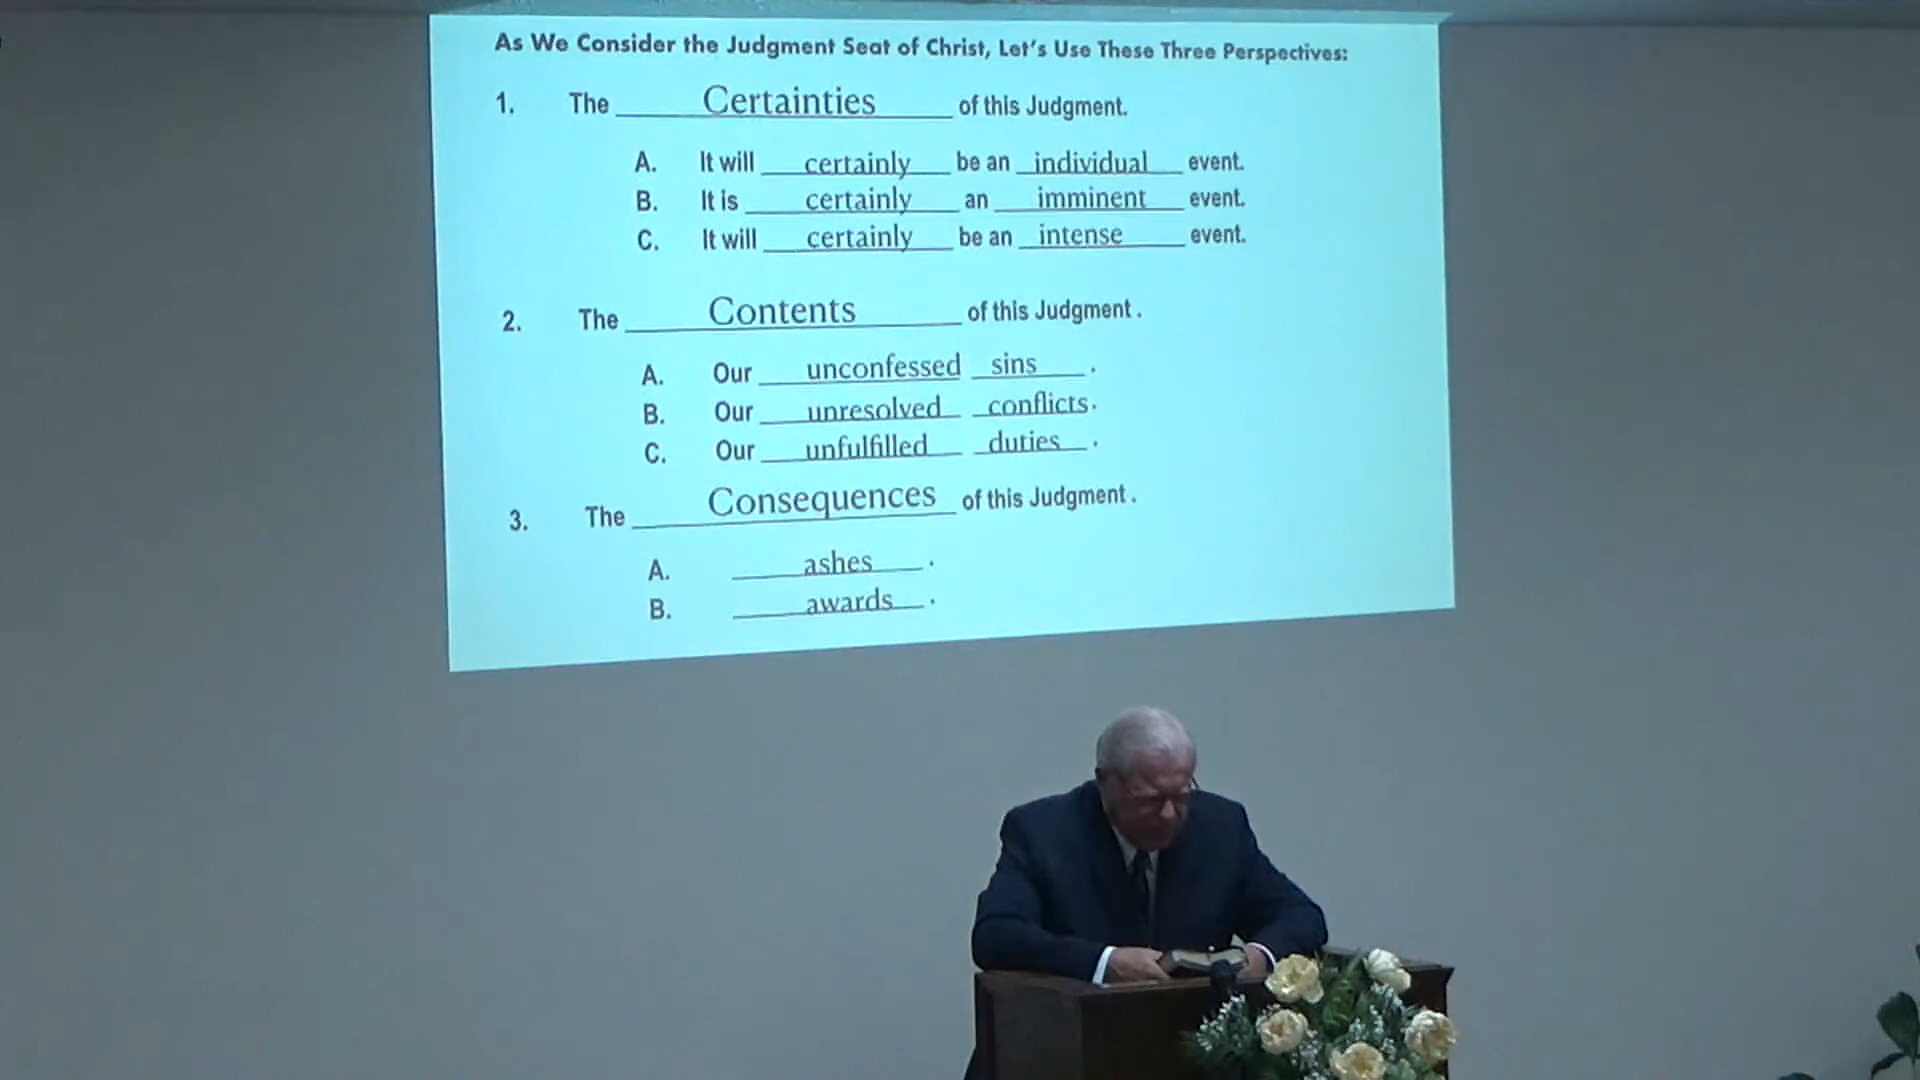 As We Consider the Judgment Seat of Christ, Let's Use These Three Perspectives:
1. The Certainties of this Judgment.
A. It will certainly be an individual event.
B. It is certainly an imminent event.
C. It will certainly be an intense event.
2. The Contents of this Judgment.
A. Our unconfessed sins.
B. Our unresolved conflicts.
C. Our unfulfilled duties.
3. The Consequences of this Judgment.
A. ashes.
B. awards.